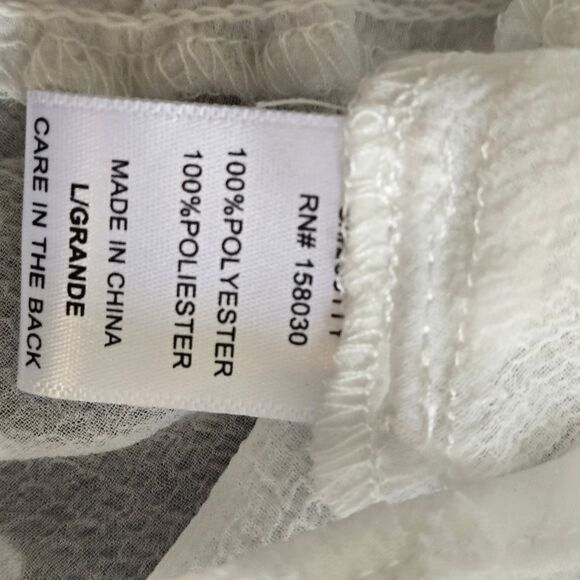 RN# 158030
100%POLYESTER
100%POLIESTER
MADE IN CHINA
L/GRANDE
CARE IN THE BACK